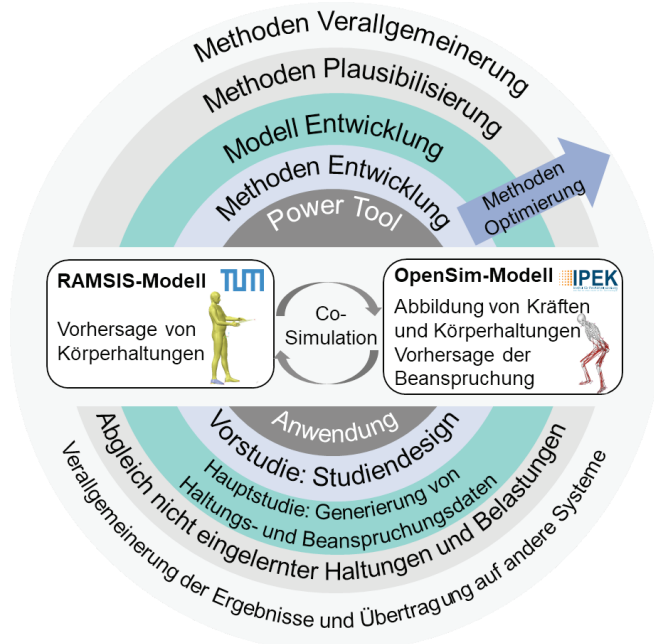 Methoden Verallgemeinerung
Methoden Plausibilisierung
Modell Entwicklung
Methoden Entwicklung
Power Tool
Methoden
Optimierung
RAMSIS-Modell
TUM
Vorhersage von
Körperhaltungen
Co-
Simulation
OpenSim-Modell
IPEK
Abbildung von Kräften
und Körperhaltungen
Vorhersage der
Beanspruchung
Anwendung
Vorstudie: Studiendesign
Hauptstudie: Generierung von
Haltungs- und Beanspruchungsdaten
Abgleich nicht eingelernter Haltungen und Belastungen
Verallgemeinerung der Ergebnisse und Übertragung auf andere Systeme